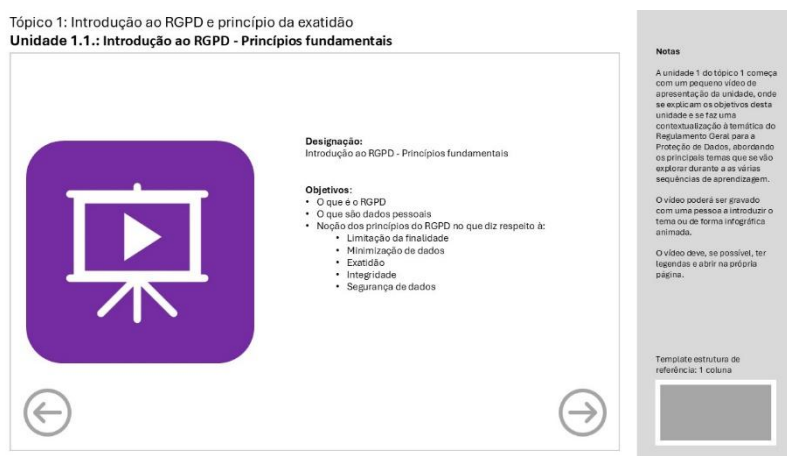 Tópico 1: Introdução ao RGPD e princípio da exatidão
Unidade 1.1.: Introdução ao RGPD - Princípios fundamentais
Designação:
Introdução ao RGPD - Princípios fundamentais
Objetivos:
• O que é o RGPD
• O que são dados pessoais
• Noção dos princípios do RGPD no que diz respeito à:
• Limitação da finalidade
• Minimização de dados
• Exatidão
• Integridade
• Segurança de dados
Notas
A unidade 1 do tópico 1 começa
com um pequeno vídeo de
apresentação da unidade, onde
se explicam os objetivos desta
unidade e se faz uma
contextualização à temática do
Regulamento Geral para a
Proteção de Dados, abordando
os principais temas que se vão
explorar durante a as várias
sequências de aprendizagem.
O vídeo poderá ser gravado
com uma pessoa a introduzir o
tema ou de forma infográfica
animada.
O vídeo deve, se possível, ter
legendas e abrir na própria
página.
Template estrutura de
referência: 1 coluna